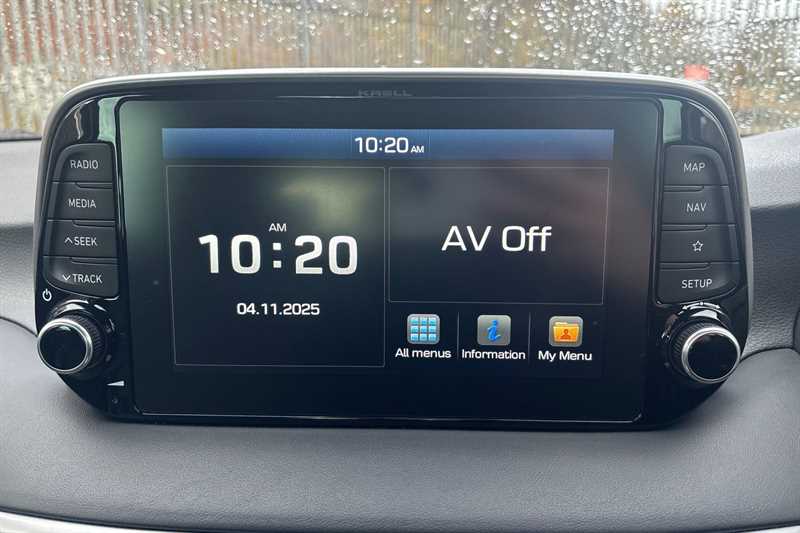 KRELL
10:20 AM
RADIO
MEDIA
SEEK
TRACK
AM
10:20
04.11.2025
AV Off
All menus
Information
My Menu
MAP
NAV
SETUP